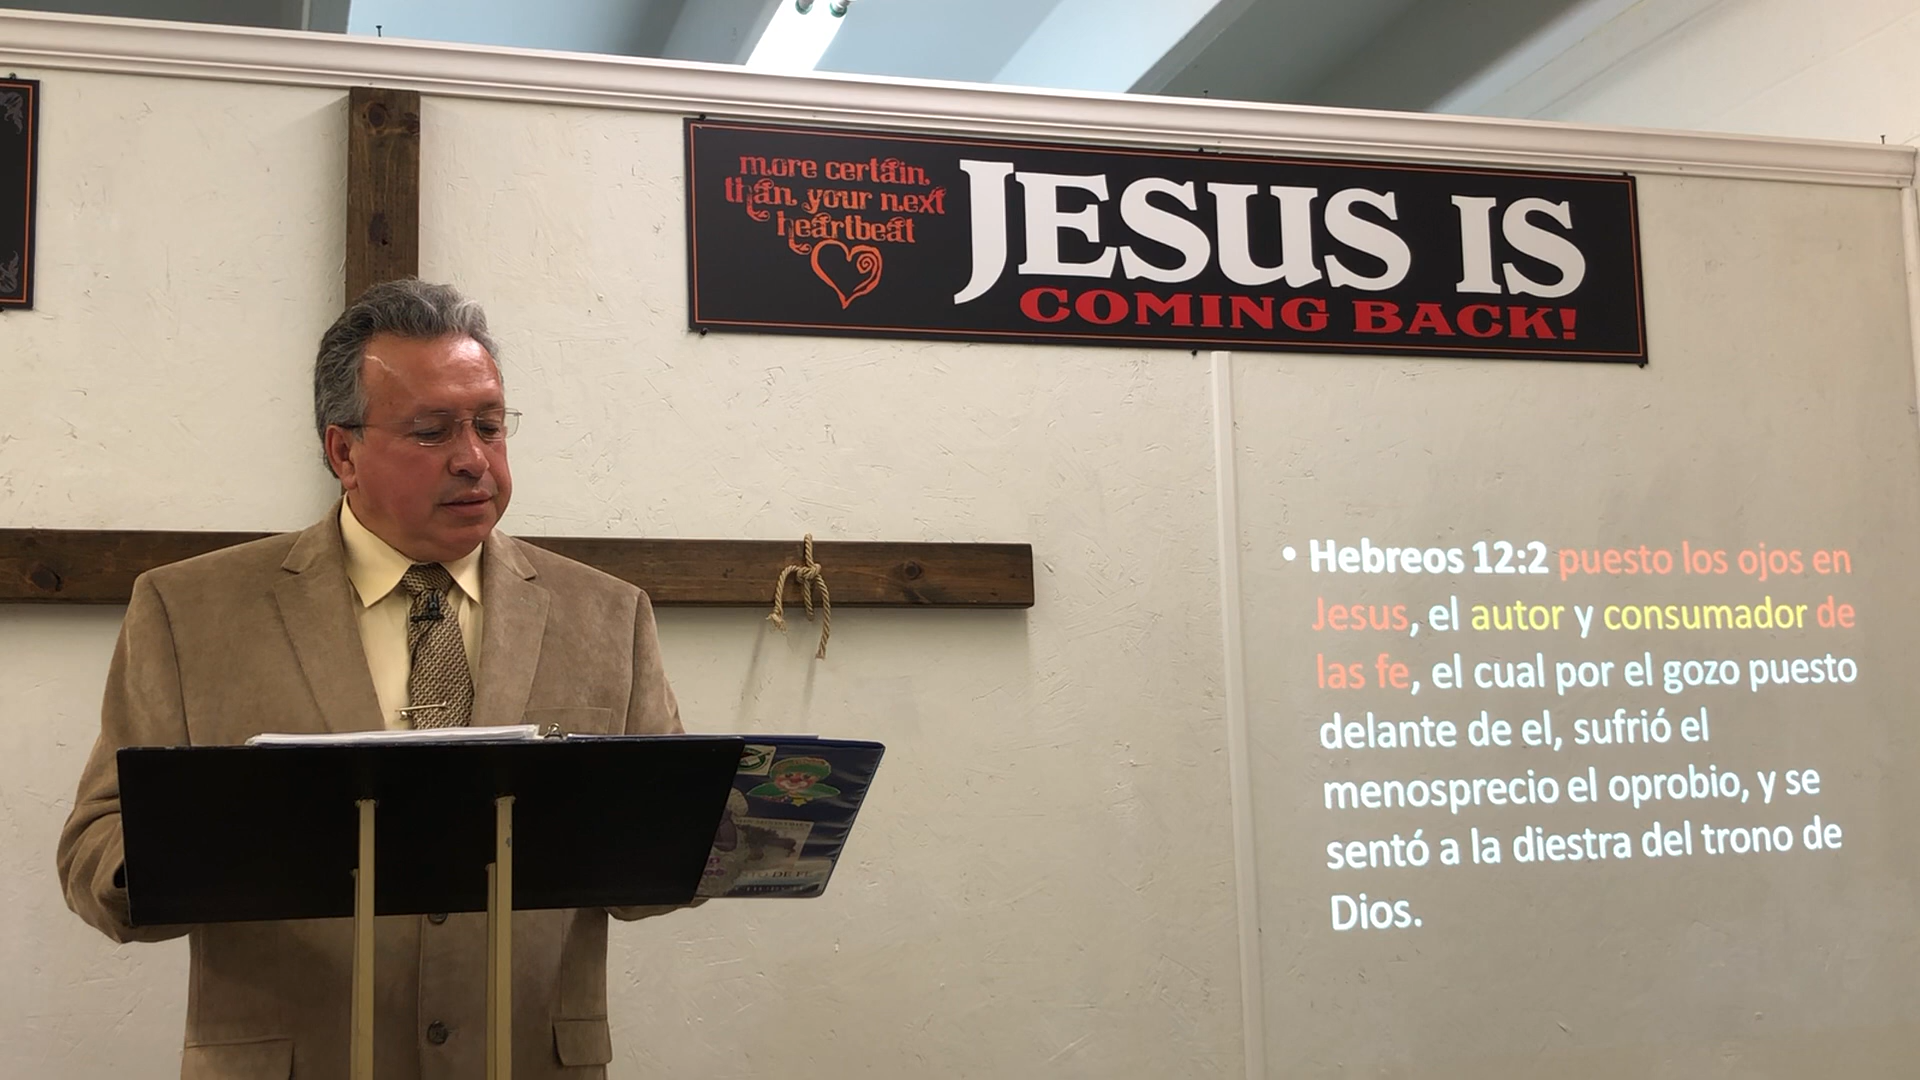 more certain
than your next
heartbeat
JESUS IS
COMING BACK!
• Hebreos 12:2 puesto los ojos en
Jesus, el autor y consumador de
las fe, el cual por el gozo puesto
delante de el, sufrió el
menosprecio el oprobio, y se
sentó a la diestra del trono de
Dios.